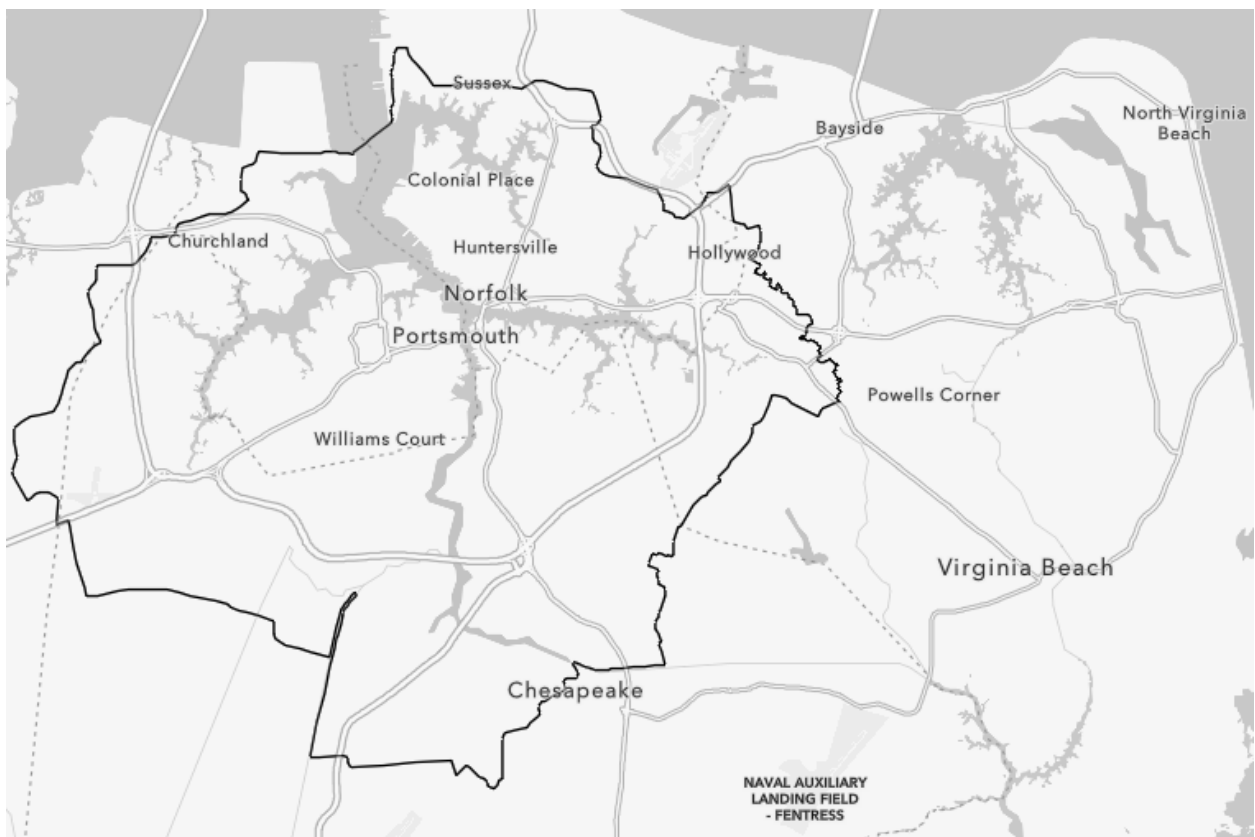 Sussex
North Virginia
Beach
Bayside
Colonial Place
Churchland
Huntersville
Hollywood
Norfolk
Portsmouth
Powells Corner
Williams Court
Virginia Beach
Chesapeake
NAVAL AUXILIARY
LANDING FIELD
- FENTRESS